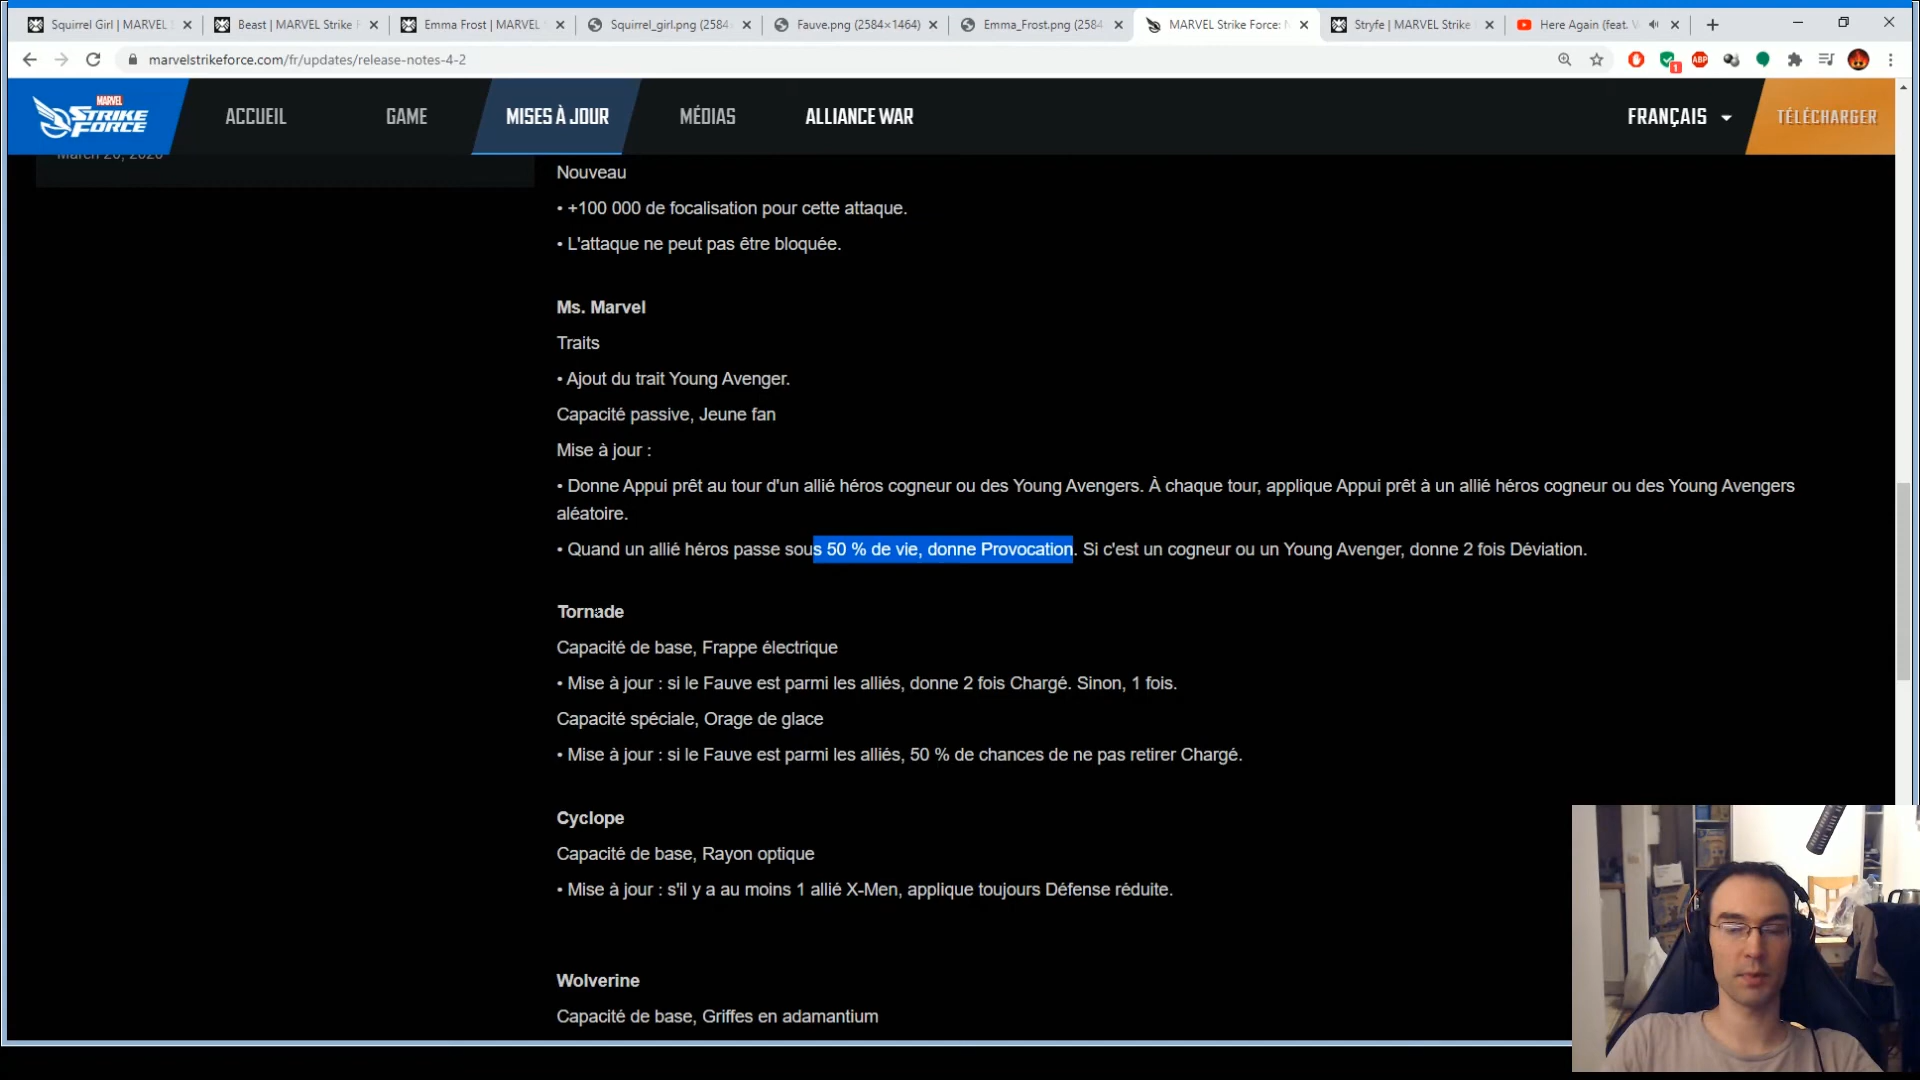 Squirrel Girl | MARVEL
Beast | MARVEL Strike F
Emma Frost | MARVEL S
Squirrel_girl.png (2584
Fauve.png (2584×1464)
Emma_Frost.png (2584
MARVEL Strike Force: N
Stryfe | MARVEL Strike
Here Again (feat. V
marvelstrikeforce.com/fr/updates/release-notes-4-2
1
ABP
MARVEL
STRIKE
FORCE
ACCUEIL
GAME
MISES À JOUR
MÉDIAS
ALLIANCE WAR
FRANÇAIS
TÉLÉCHARGER
March 20, 2020
Nouveau
• +100 000 de focalisation pour cette attaque.
• L'attaque ne peut pas être bloquée.
Ms. Marvel
Traits
• Ajout du trait Young Avenger.
Capacité passive, Jeune fan
Mise à jour :
• Donne Appui prêt au tour d'un allié héros cogneur ou des Young Avengers. À chaque tour, applique Appui prêt à un allié héros cogneur ou des Young Avengers
aléatoire.
• Quand un allié héros passe sous 50 % de vie, donne Provocation. Si c'est un cogneur ou un Young Avenger, donne 2 fois Déviation.
Tornade
Capacité de base, Frappe électrique
• Mise à jour : si le Fauve est parmi les alliés, donne 2 fois Chargé. Sinon, 1 fois.
Capacité spéciale, Orage de glace
• Mise à jour : si le Fauve est parmi les alliés, 50 % de chances de ne pas retirer Chargé.
Cyclope
Capacité de base, Rayon optique
• Mise à jour : s'il y a au moins 1 allié X-Men, applique toujours Défense réduite.
Wolverine
Capacité de base, Griffes en adamantium